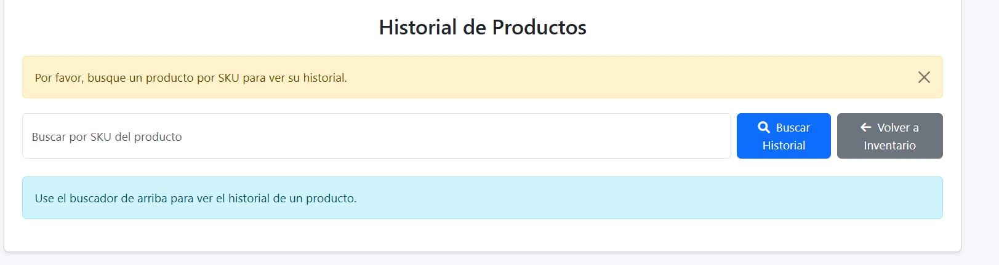 Historial de Productos
Por favor, busque un producto por SKU para ver su historial.
Buscar por SKU del producto
Buscar
Historial
Volver a
Inventario
Use el buscador de arriba para ver el historial de un producto.